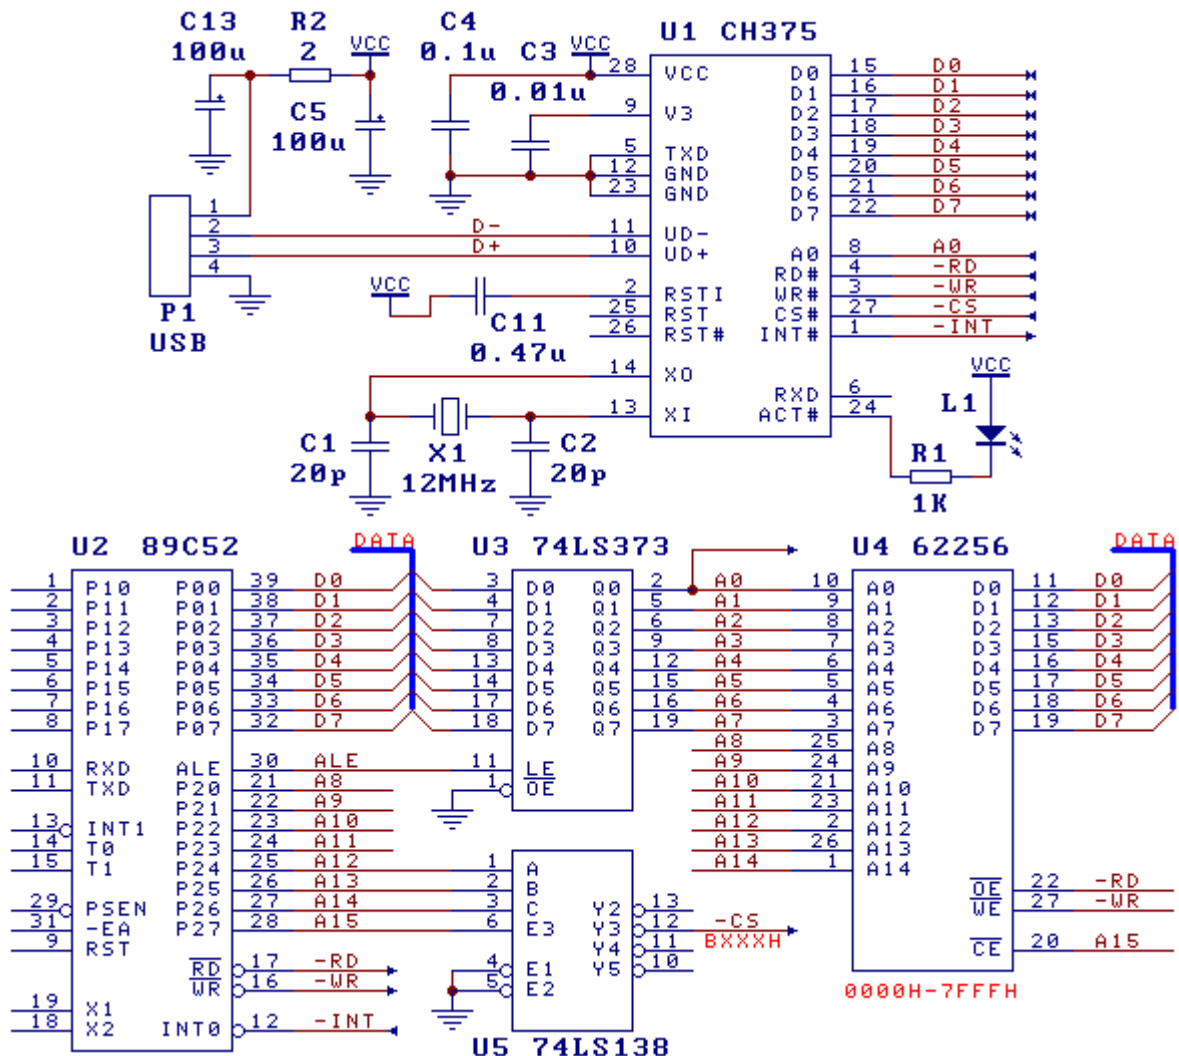 C13
100u
R2
2
VCC
C4
0.1u
C3
0.01u
VCC
U1 CH375
C5
100u
28 VCC D0 15 D0
D1 16 D1
9 V3 D2 17 D2
D3 18 D3
5 TXD D4 19 D4
12 GND D5 20 D5
23 GND D6 21 D6
D7 22 D7
1
2 D- 11 UD-
3 D+ 10 UD+ A0 8 A0
4 RD# 4 -RD
P1
USB
VCC
C11
0.47u
2 RSTI WR# 3 -WR
25 RST CS# 27 -CS
26 RST# INT# 1 -INT
14 XO
RXD 6
13 XI ACT# 24
VCC
L1
R1
1K
C1
20p
X1
12MHz
C2
20p
U2 89C52
DATA
1 P10 P00 39 D0
2 P11 P01 38 D1
3 P12 P02 37 D2
4 P13 P03 36 D3
5 P14 P04 35 D4
6 P15 P05 34 D5
7 P16 P06 33 D6
8 P17 P07 32 D7
10 RXD ALE 30 ALE
11 TXD P20 21 A8
P21 22 A9
13 INT1 P22 23 A10
14 T0 P23 24 A11
15 T1 P24 25 A12
P25 26 A13
29 PSEN P26 27 A14
31 -EA P27 28 A15
9 RST
RD 17 -RD
WR 16 -WR
19 X1
18 X2 INT0 12 -INT
U3 74LS373
3 D0 Q0 2
4 D1 Q1 5
7 D2 Q2 6
8 D3 Q3 9
13 D4 Q4 12
14 D5 Q5 15
17 D6 Q6 16
18 D7 Q7 19
11 LE
1 OE
1 A
2 B
3 C Y2 13
6 E3 Y3 12 -CS
BXXXH
Y4 11
4 E1 Y5 10
5 E2
U5 74LS138
U4 62256
DATA
A0 10 A0 D0 11 D0
A1 9 A1 D1 12 D1
A2 8 A2 D2 13 D2
A3 7 A3 D3 15 D3
A4 6 A4 D4 16 D4
A5 5 A5 D5 17 D5
A6 4 A6 D6 18 D6
A7 3 A7 D7 19 D7
A8 25 A8
A9 24 A9
A10 21 A10
A11 23 A11
A12 2 A12
A13 26 A13
A14 1 A14
OE 22 -RD
WE 27 -WR
CE 20 A15
0000H-7FFFH